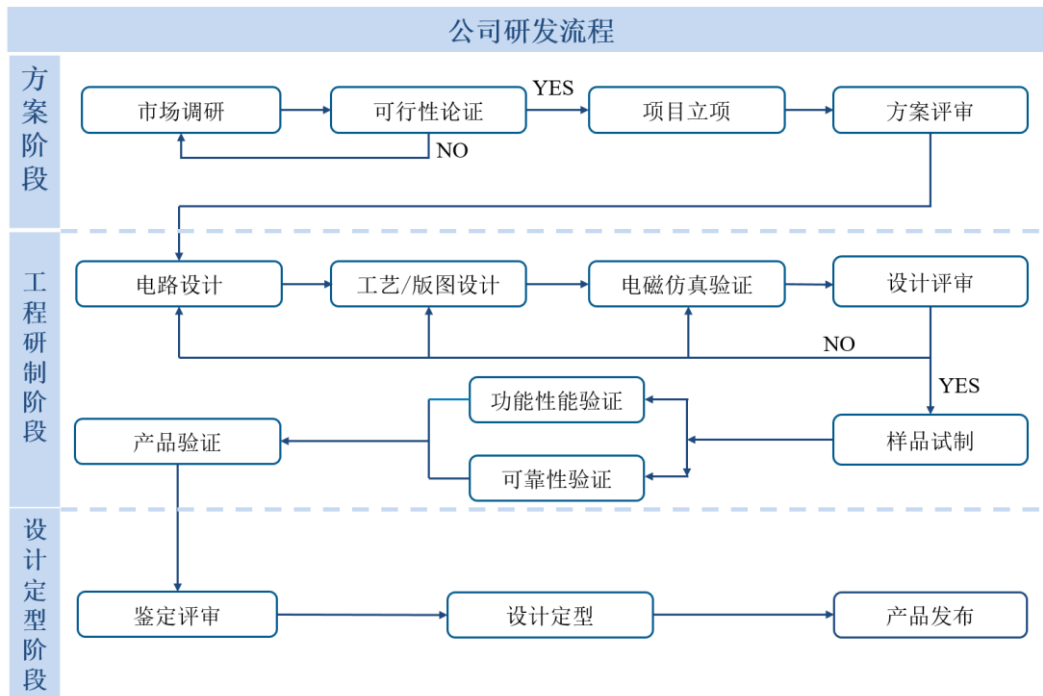 公司研发流程
方案阶段
市场调研
可行性论证
YES
项目立项
方案评审
NO
工程研制阶段
电路设计
工艺/版图设计
电磁仿真验证
设计评审
NO
YES
功能性能验证
产品验证
样品试制
可靠性验证
设计定型阶段
鉴定评审
设计定型
产品发布